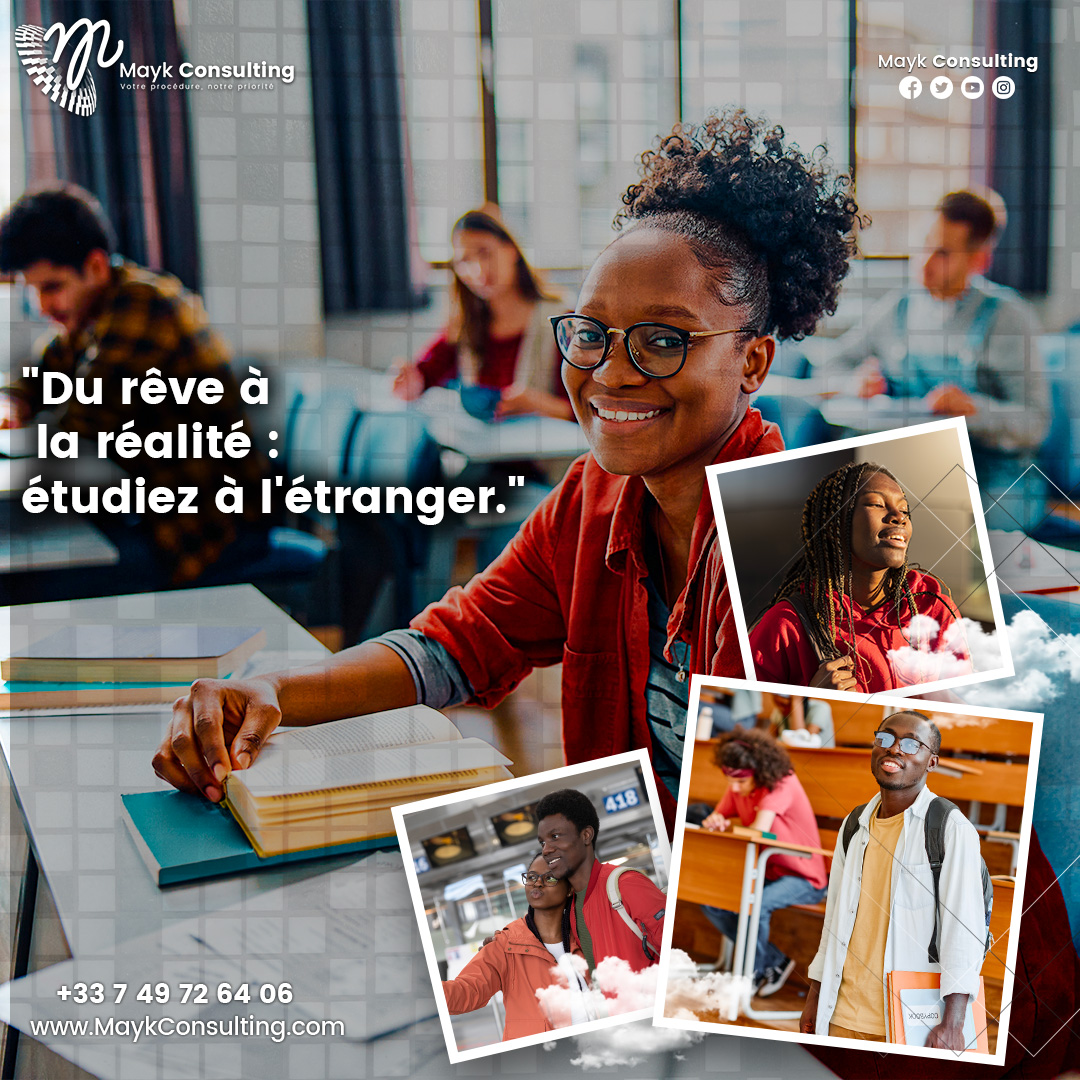 Mayk Consulting
Votre procédure, notre priorité
Mayk Consulting
"Du rêve à
la réalité :
étudiez à l'étranger."
418
COPYBOOK
+33 7 49 72 64 06
www.MaykConsulting.com